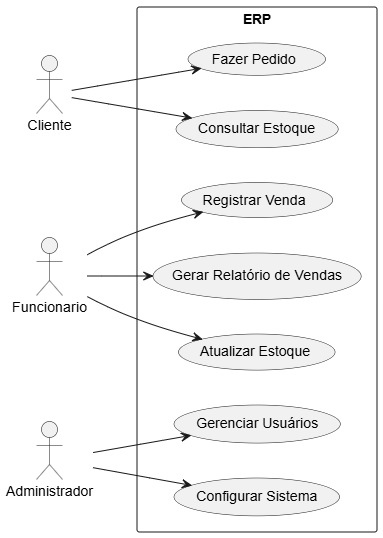 ERP
Fazer Pedido
Cliente
Consultar Estoque
Registrar Venda
Gerar Relatório de Vendas
Funcionario
Atualizar Estoque
Gerenciar Usuários
Administrador
Configurar Sistema